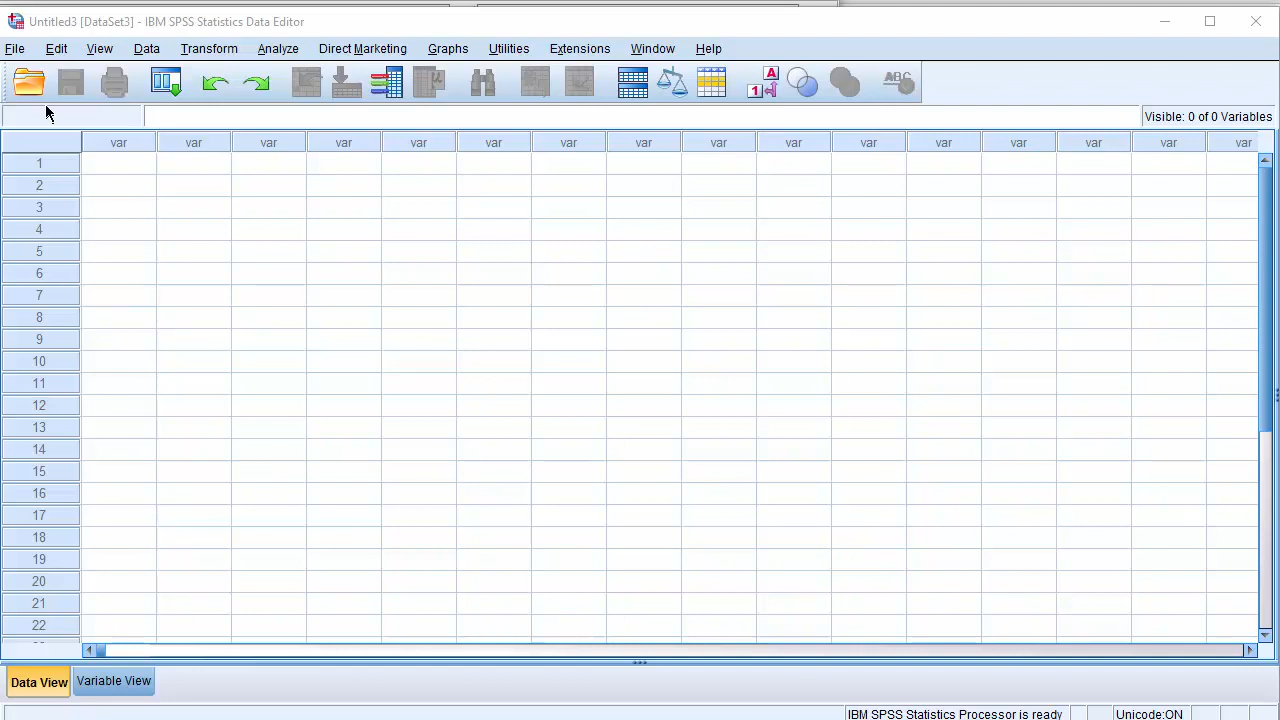 Untitled3 [DataSet3] - IBM SPSS Statistics Data Editor
File Edit View Data Transform Analyze Direct Marketing Graphs Utilities Extensions Window Help
A
1
ABC
Visible: 0 of 0 Variables
var var var var var var var var var var var var var var var var
1
2
3
4
5
6
7
8
9
10
11
12
13
14
15
16
17
18
19
20
21
22
Data View Variable View
IBM SPSS Statistics Processor is ready Unicode:ON